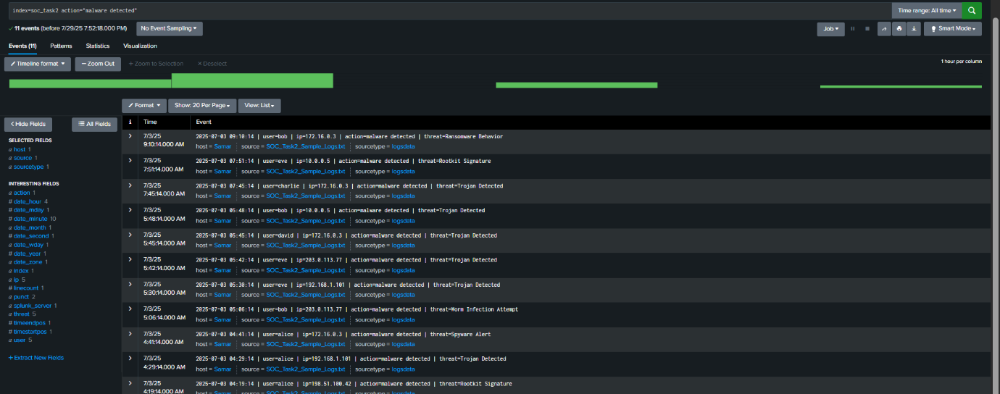 index=soc_task2 action="malware detected"
Time range: All time
11 events (before 7/29/25 7:52:18.000 PM)
No Event Sampling
Job
Smart Mode
Events (11)
Patterns
Statistics
Visualization
Timeline format
Zoom Out
+ Zoom to Selection
× Deselect
1 hour per column
Format
Show: 20 Per Page
View: List
< Hide Fields
All Fields
i
Time
Event
SELECTED FIELDS
a host 1
a source 1
a sourcetype 1
INTERESTING FIELDS
a action 1
# date_hour 4
# date_mday 1
# date_minute 10
a date_month 1
# date_second 1
a date_wday 1
# date_year 1
a date_zone 1
a index 1
a ip 5
# linecount 1
a punct 2
a splunk_server 1
a threat 5
# timeendpos 1
# timestartpos 1
a user 5
+ Extract New Fields
7/3/25
9:10:14.000 AM
2025-07-03 09:10:14 | user=bob | ip=172.16.0.3 | action=malware detected | threat=Ransomware Behavior
host = Samar source = SOC_Task2_Sample_Logs.txt sourcetype = logsdata
7/3/25
7:51:14.000 AM
2025-07-03 07:51:14 | user=eve | ip=10.0.0.5 | action=malware detected | threat=Rootkit Signature
host = Samar source = SOC_Task2_Sample_Logs.txt sourcetype = logsdata
7/3/25
7:45:14.000 AM
2025-07-03 07:45:14 | user=charlie | ip=172.16.0.3 | action=malware detected | threat=Trojan Detected
host = Samar source = SOC_Task2_Sample_Logs.txt sourcetype = logsdata
7/3/25
5:48:14.000 AM
2025-07-03 05:48:14 | user=bob | ip=10.0.0.5 | action=malware detected | threat=Trojan Detected
host = Samar source = SOC_Task2_Sample_Logs.txt sourcetype = logsdata
7/3/25
5:45:14.000 AM
2025-07-03 05:45:14 | user=david | ip=172.16.0.3 | action=malware detected | threat=Trojan Detected
host = Samar source = SOC_Task2_Sample_Logs.txt sourcetype = logsdata
7/3/25
5:42:14.000 AM
2025-07-03 05:42:14 | user=eve | ip=203.0.113.77 | action=malware detected | threat=Trojan Detected
host = Samar source = SOC_Task2_Sample_Logs.txt sourcetype = logsdata
7/3/25
5:30:14.000 AM
2025-07-03 05:30:14 | user=eve | ip=192.168.1.101 | action=malware detected | threat=Trojan Detected
host = Samar source = SOC_Task2_Sample_Logs.txt sourcetype = logsdata
7/3/25
5:06:14.000 AM
2025-07-03 05:06:14 | user=bob | ip=203.0.113.77 | action=malware detected | threat=Worm Infection Attempt
host = Samar source = SOC_Task2_Sample_Logs.txt sourcetype = logsdata
7/3/25
4:41:14.000 AM
2025-07-03 04:41:14 | user=alice | ip=172.16.0.3 | action=malware detected | threat=Spyware Alert
host = Samar source = SOC_Task2_Sample_Logs.txt sourcetype = logsdata
7/3/25
4:29:14.000 AM
2025-07-03 04:29:14 | user=alice | ip=192.168.1.101 | action=malware detected | threat=Trojan Detected
host = Samar source = SOC_Task2_Sample_Logs.txt sourcetype = logsdata
7/3/25
4:19:14.000 AM
2025-07-03 04:19:14 | user=alice | ip=198.51.100.42 | action=malware detected | threat=Rootkit Signature
host = Samar source = SOC_Task2_Sample_Logs.txt sourcetype = logsdata